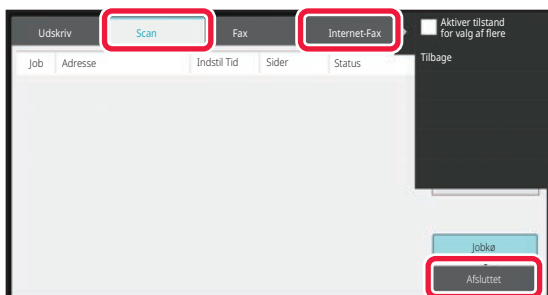 Udskriv Scan Fax Internet-Fax
Aktiver tilstand
for valg af flere
Job Adresse Indstil Tid Sider Status
Tilbage
Jobkø
Afsluttet